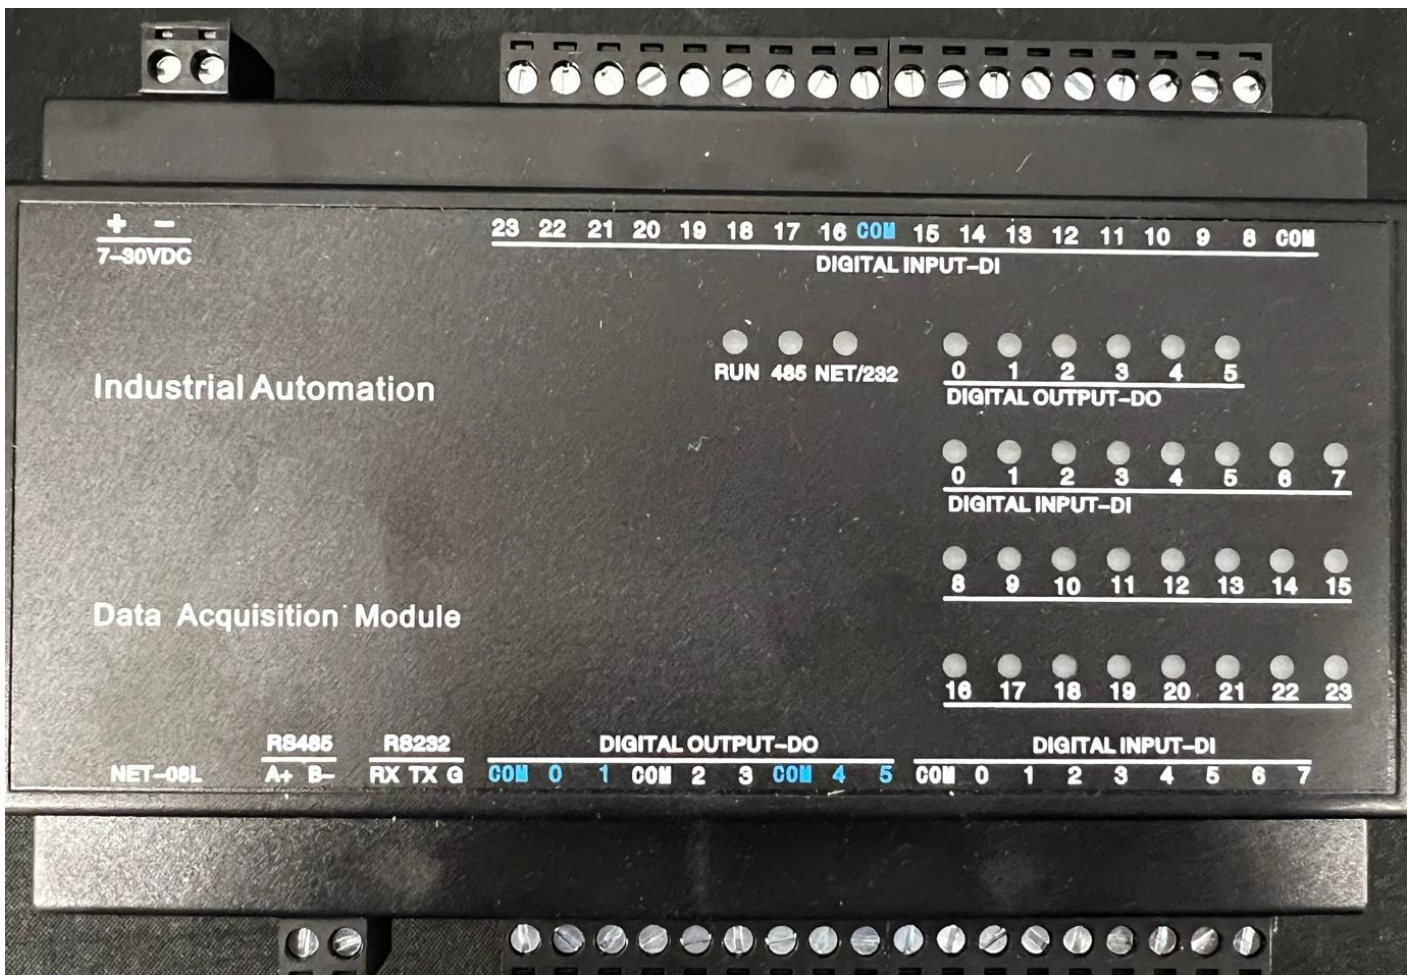 + −
7-30VDC
23 22 21 20 19 18 17 16 COM 15 14 13 12 11 10 9 8 COM
DIGITAL INPUT-DI
RUN 485 NET/232
0 1 2 3 4 5
DIGITAL OUTPUT-DO
Industrial Automation
0 1 2 3 4 5 6 7
DIGITAL INPUT-DI
8 9 10 11 12 13 14 15
Data Acquisition Module
16 17 18 19 20 21 22 23
RS485 RS232 DIGITAL OUTPUT-DO DIGITAL INPUT-DI
NET-06L A+ B- RX TX G COM 0 1 COM 2 3 COM 4 5 COM 0 1 2 3 4 5 6 7